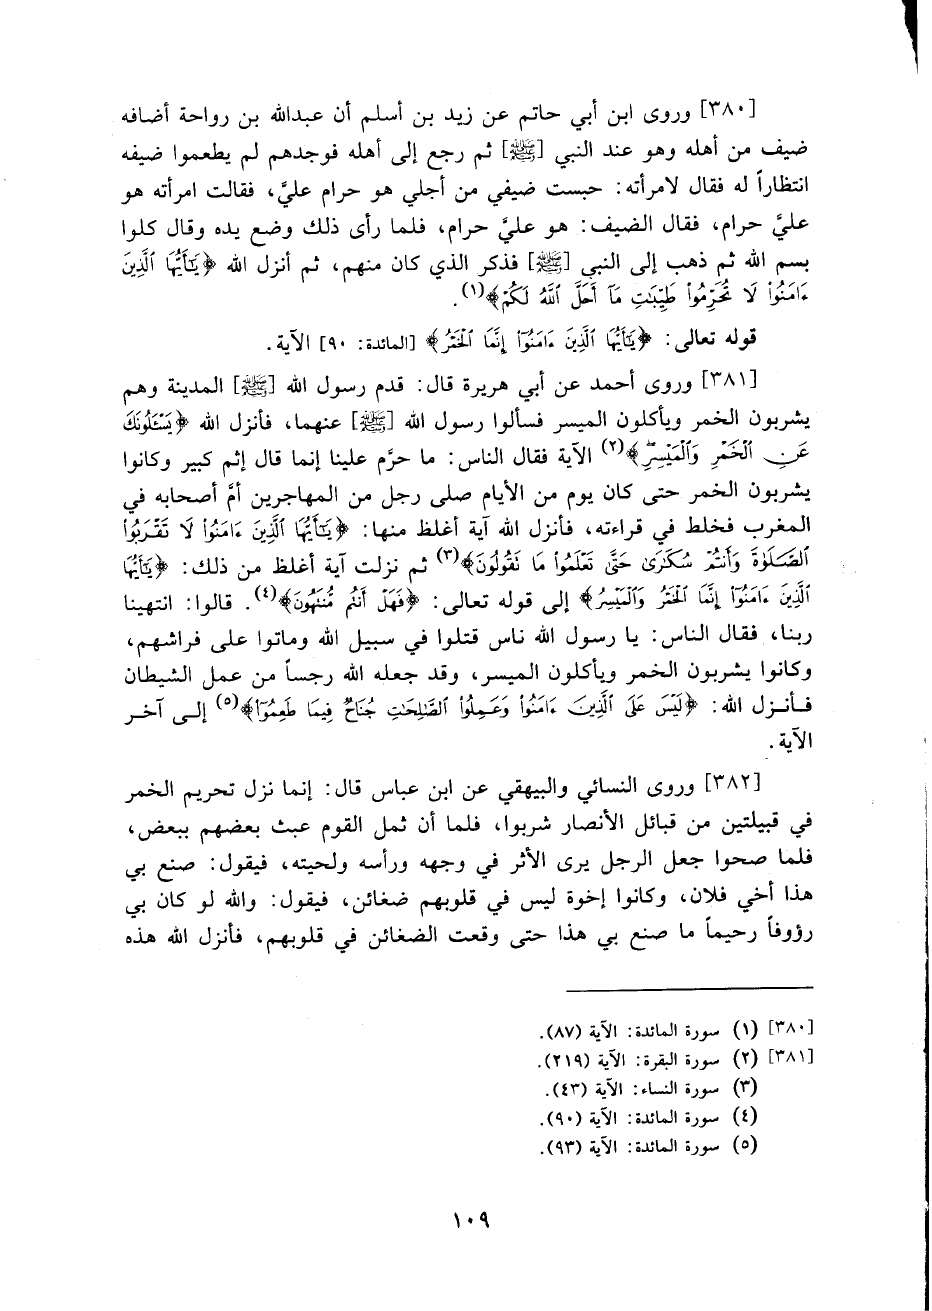 [٣٨٠] وروى ابن أبي حاتم عن زيد بن أسلم أن عبدالله بن رواحة أضافه
ضيف من أهله وهو عند النبي [ﷺ] ثم رجع إلى أهله فوجدهم لم يطعموا ضيفه
انتظاراً له فقال لامرأته: حبست ضيفي من أجلي هو حرام عليَّ، فقالت امرأته هو
عليَّ حرام، فقال الضيف: هو عليَّ حرام، فلما رأى ذلك وضع يده وقال كلوا
بسم الله ثم ذهب إلى النبي [ﷺ] فذكر الذي كان منهم، ثم أنزل الله ﴿يَٰٓأَيُّهَا ٱلَّذِينَ
ءَامَنُوا۟ لَا تُحَرِّمُوا۟ طَيِّبَٰتِ مَآ أَحَلَّ ٱللَّهُ لَكُمْ﴾(١).
قوله تعالى: ﴿يَٰٓأَيُّهَا ٱلَّذِينَ ءَامَنُوٓا۟ إِنَّمَا ٱلْخَمْرُ﴾ [المائدة: ٩٠] الآية.
[٣٨١] وروى أحمد عن أبي هريرة قال: قدم رسول الله [ﷺ] المدينة وهم
يشربون الخمر ويأكلون الميسر فسألوا رسول الله [ﷺ] عنهما، فأنزل الله ﴿يَسْـَٔلُونَكَ
عَنِ ٱلْخَمْرِ وَٱلْمَيْسِرِۖ﴾(٢) الآية فقال الناس: ما حرَّم علينا إنما قال إثم كبير وكانوا
يشربون الخمر حتى كان يوم من الأيام صلى رجل من المهاجرين أمَّ أصحابه في
المغرب فخلط في قراءته، فأنزل الله آية أغلظ منها: ﴿يَٰٓأَيُّهَا ٱلَّذِينَ ءَامَنُوا۟ لَا تَقْرَبُوا۟
ٱلصَّلَوٰةَ وَأَنتُمْ سُكَٰرَىٰ حَتَّىٰ تَعْلَمُوا۟ مَا تَقُولُونَ﴾(٣) ثم نزلت آية أغلظ من ذلك: ﴿يَٰٓأَيُّهَا
ٱلَّذِينَ ءَامَنُوٓا۟ إِنَّمَا ٱلْخَمْرُ وَٱلْمَيْسِرُ﴾ إلى قوله تعالى: ﴿فَهَلْ أَنتُم مُّنتَهُونَ﴾(٤). قالوا: انتهينا
ربنا، فقال الناس: يا رسول الله ناس قتلوا في سبيل الله وماتوا على فراشهم،
وكانوا يشربون الخمر ويأكلون الميسر، وقد جعله الله رجساً من عمل الشيطان
فأنزل الله: ﴿لَيْسَ عَلَى ٱلَّذِينَ ءَامَنُوا۟ وَعَمِلُوا۟ ٱلصَّٰلِحَٰتِ جُنَاحٌ فِيمَا طَعِمُوٓا۟﴾(٥) إلى آخر
الآية.
[٣٨٢] وروى النسائي والبيهقي عن ابن عباس قال: إنما نزل تحريم الخمر
في قبيلتين من قبائل الأنصار شربوا، فلما أن ثمل القوم عبث بعضهم ببعض،
فلما صحوا جعل الرجل يرى الأثر في وجهه ورأسه ولحيته، فيقول: صنع بي
هذا أخي فلان، وكانوا إخوة ليس في قلوبهم ضغائن، فيقول: والله لو كان بي
رؤوفاً رحيماً ما صنع بي هذا حتى وقعت الضغائن في قلوبهم، فأنزل الله هذه
[٣٨٠] (١) سورة المائدة: الآية (٨٧).
[٣٨١] (٢) سورة البقرة: الآية (٢١٩).
(٣) سورة النساء: الآية (٤٣).
(٤) سورة المائدة: الآية (٩٠).
(٥) سورة المائدة: الآية (٩٣).
١٠٩